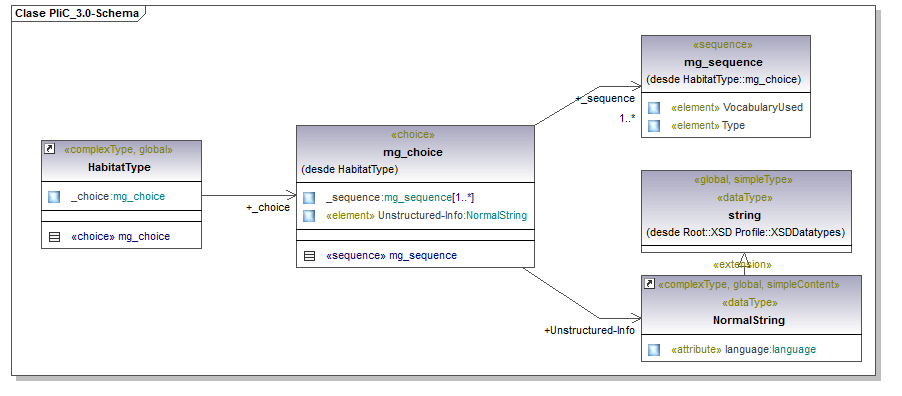 Clase PliC_3.0-Schema
«complexType, global»
HabitatType
_choice:mg_choice
«choice» mg_choice
+_choice
«choice»
mg_choice
(desde HabitatType)
_sequence:mg_sequence[1..*]
«element» Unstructured-Info:NormalString
«sequence» mg_sequence
+_sequence
1..*
«sequence»
mg_sequence
(desde HabitatType::mg_choice)
«element» VocabularyUsed
«element» Type
«global, simpleType»
«dataType»
string
(desde Root::XSD Profile::XSDDatatypes)
«extension»
+Unstructured-Info
«complexType, global, simpleContent»
«dataType»
NormalString
«attribute» language:language